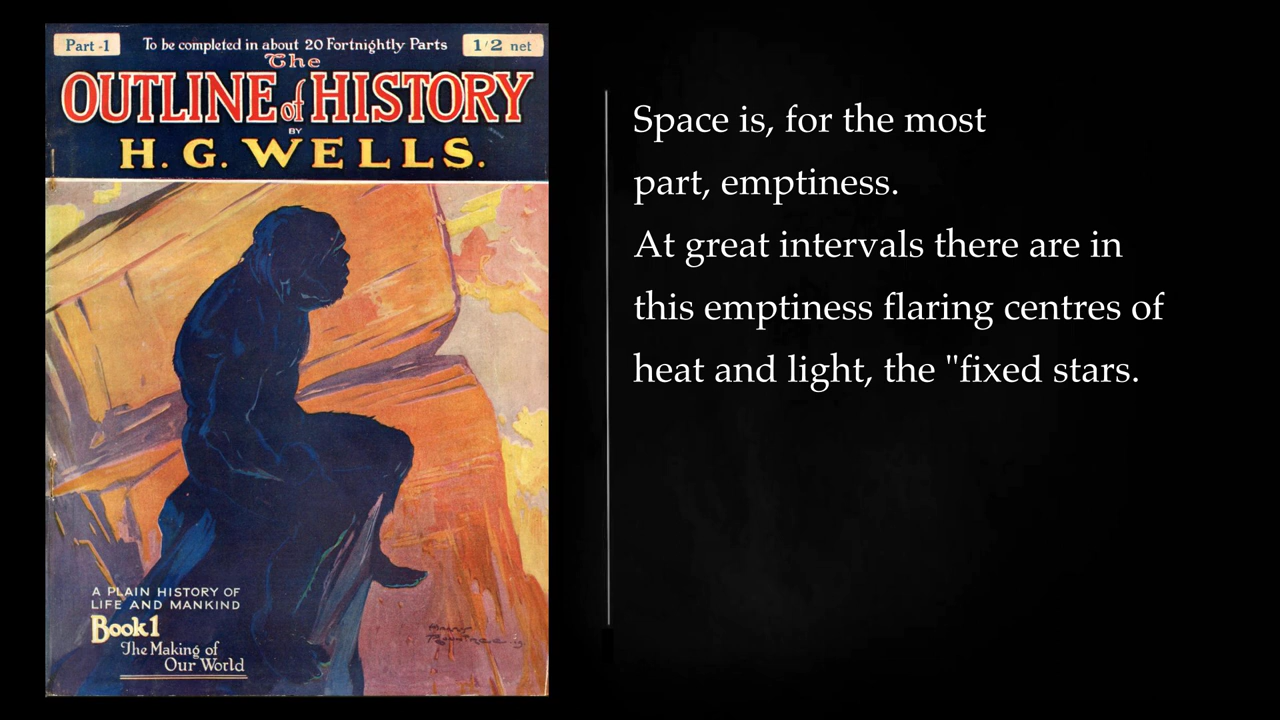 Part -1
To be completed in about 20 Fortnightly Parts
1/2 net
The
OUTLINE of HISTORY
BY
H. G. WELLS.
A PLAIN HISTORY OF
LIFE AND MANKIND
Book 1
The Making of
Our World
Space is, for the most
part, emptiness.
At great intervals there are in
this emptiness flaring centres of
heat and light, the "fixed stars.